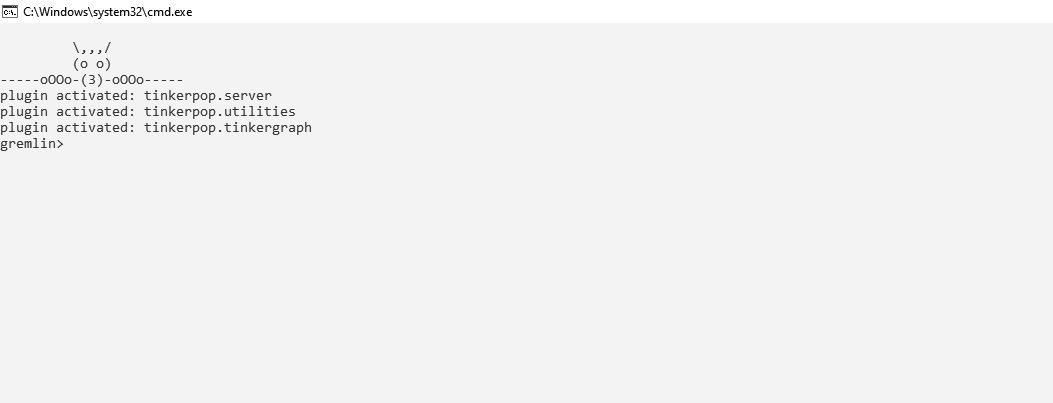 C:\Windows\system32\cmd.exe
         \,,,/
         (o o)
-----oOOo-(3)-oOOo-----
plugin activated: tinkerpop.server
plugin activated: tinkerpop.utilities
plugin activated: tinkerpop.tinkergraph
gremlin>